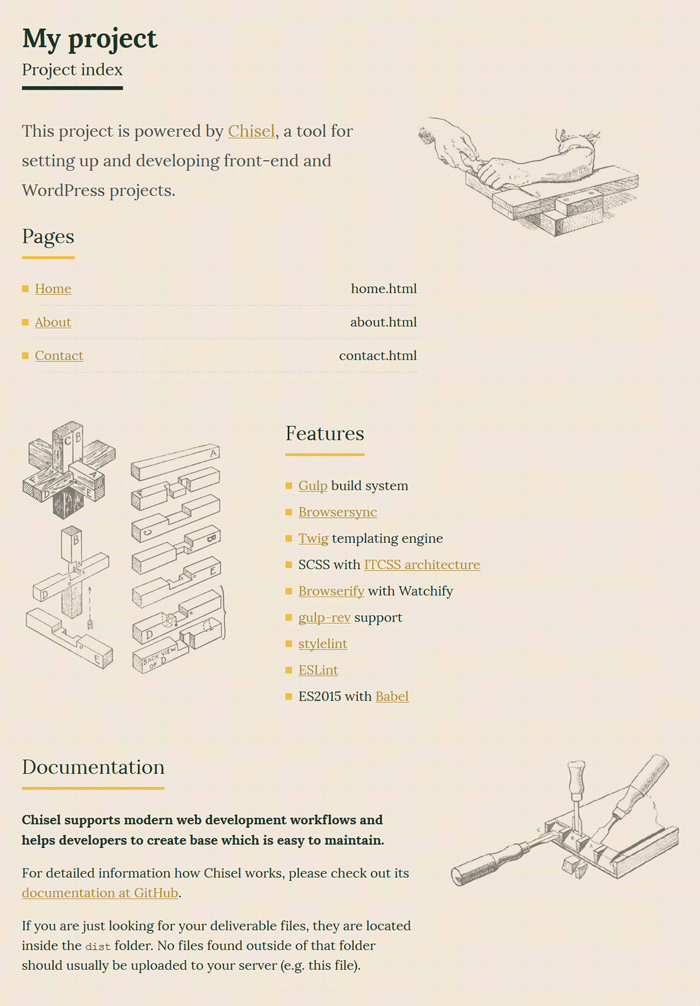 My project
Project index
This project is powered by Chisel, a tool for
setting up and developing front-end and
WordPress projects.
Pages
Home home.html
About about.html
Contact contact.html
Features
Gulp build system
Browsersync
Twig templating engine
SCSS with ITCSS architecture
Browserify with Watchify
gulp-rev support
stylelint
ESLint
ES2015 with Babel
C B
A
D E
B
D
E
A
C
E
D
BACK VIEW
OF D
Documentation
Chisel supports modern web development workflows and
helps developers to create base which is easy to maintain.
For detailed information how Chisel works, please check out its
documentation at GitHub.
If you are just looking for your deliverable files, they are located
inside the dist folder. No files found outside of that folder
should usually be uploaded to your server (e.g. this file).